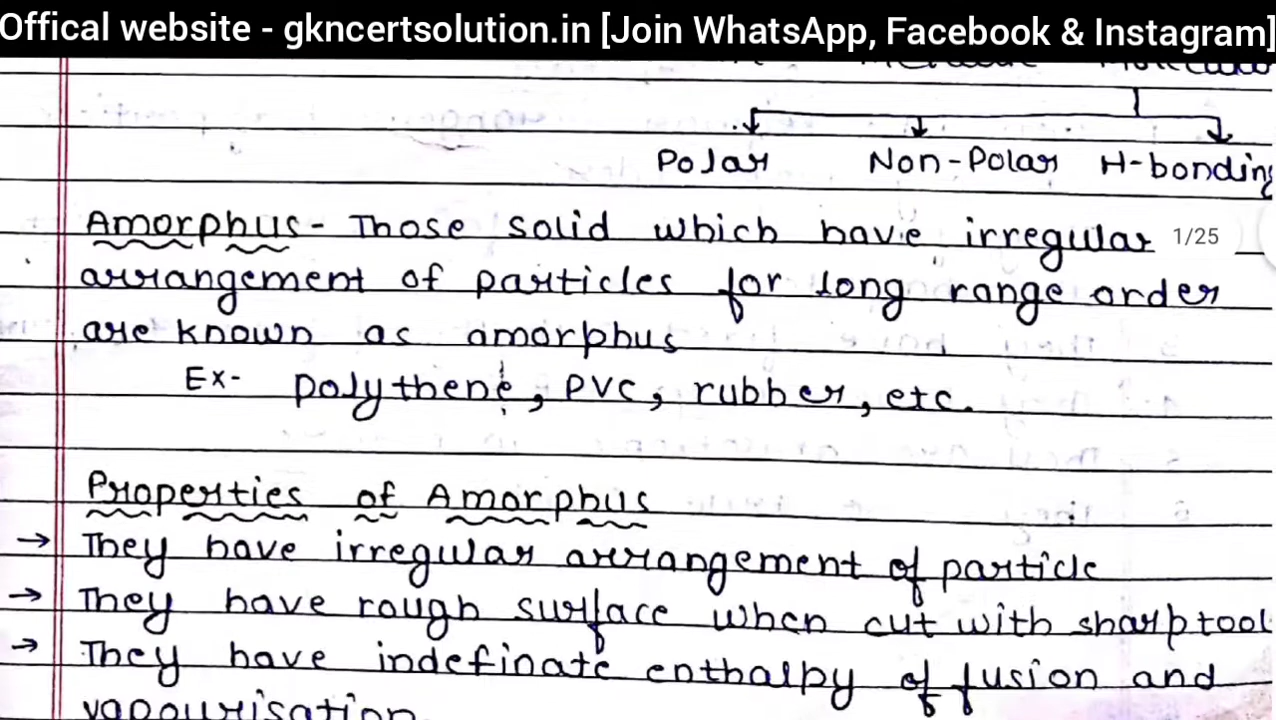 Offical website - gkncertsolution.in [Join WhatsApp, Facebook & Instagram]
Polar Non-Polar H-bonding
Amorphus- Those solid which have irregular
1/25
arrangement of particles for long range order
are known as amorphus
Ex- polythene, PVC, rubber, etc.
Properties of Amorphus
→ They have irregular arrangement of particle
→ They have rough surface when cut with sharp tool
→ They have indefinate enthalpy of fusion and
vapourisation